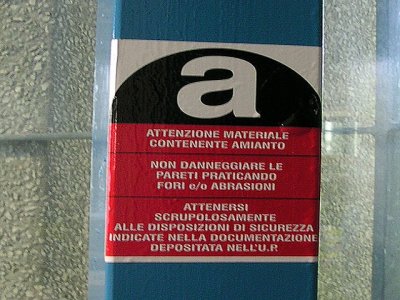 a
ATTENZIONE MATERIALE
CONTENENTE AMIANTO
NON DANNEGGIARE LE
PARETI PRATICANDO
FORI e/o ABRASIONI
ATTENERSI
SCRUPOLOSAMENTE
ALLE DISPOSIZIONI DI SICUREZZA
INDICATE NELLA DOCUMENTAZIONE
DEPOSITATA NELL'U.P.